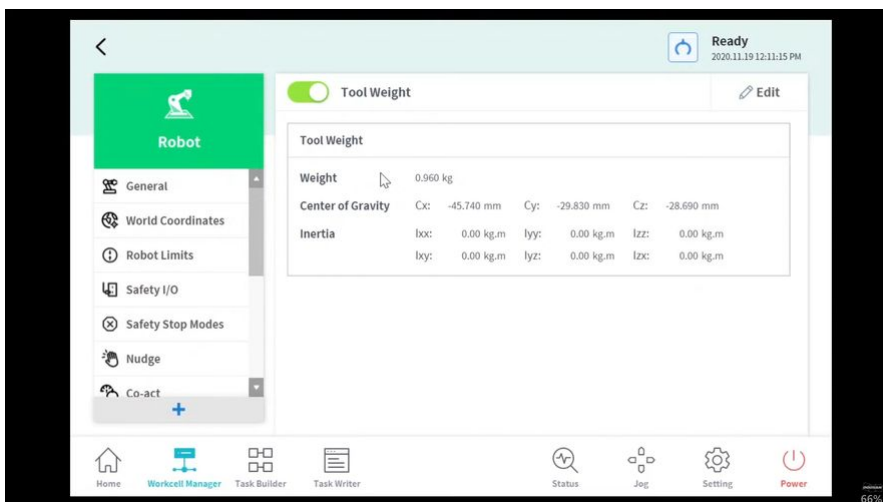 Ready
2020.11.19 12:11:15 PM
Robot
General
World Coordinates
Robot Limits
Safety I/O
Safety Stop Modes
Nudge
Co-act
+
Tool Weight
Edit
Tool Weight
Weight 0.960 kg
Center of Gravity Cx: -45.740 mm Cy: -29.830 mm Cz: -28.690 mm
Inertia Ixx: 0.00 kg.m Iyy: 0.00 kg.m Izz: 0.00 kg.m
Ixy: 0.00 kg.m Iyz: 0.00 kg.m Izx: 0.00 kg.m
Home Workcell Manager Task Builder Task Writer Status Jog Setting Power
66%